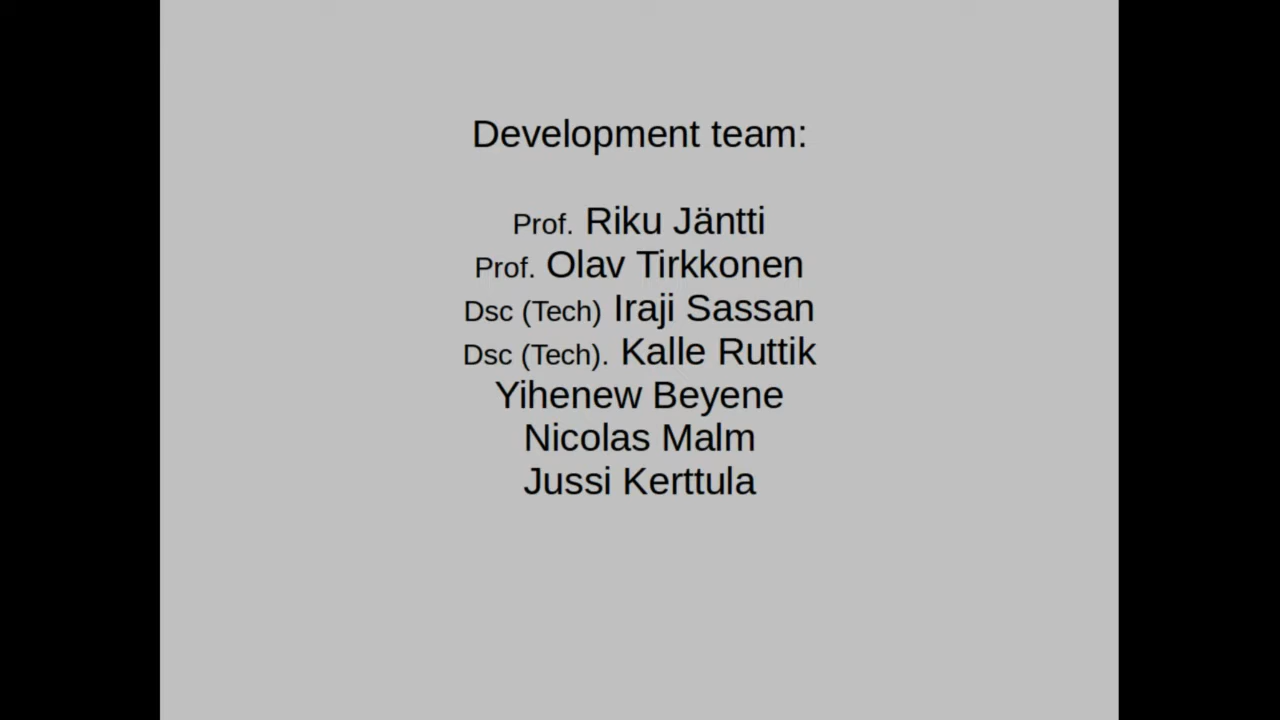 Development team:
Prof. Riku Jäntti
Prof. Olav Tirkkonen
Dsc (Tech) Iraji Sassan
Dsc (Tech). Kalle Ruttik
Yihenew Beyene
Nicolas Malm
Jussi Kerttula